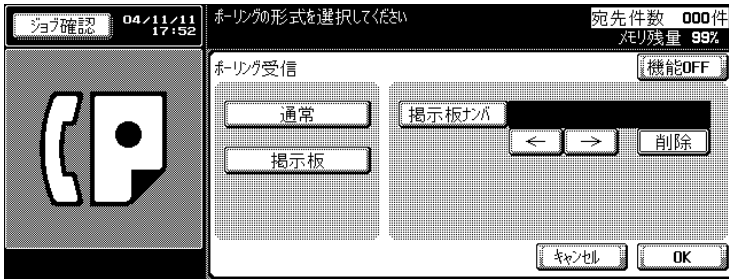 ジョブ確認
04/11/11
17:52
ﾎﾟｰﾘﾝｸﾞの形式を選択してください
宛先件数 000件
ﾒﾓﾘ残量 99%
ﾎﾟｰﾘﾝｸﾞ受信
機能OFF
通常
掲示板
掲示板ﾅﾝﾊﾞ
← →
削除
ｷｬﾝｾﾙ
OK